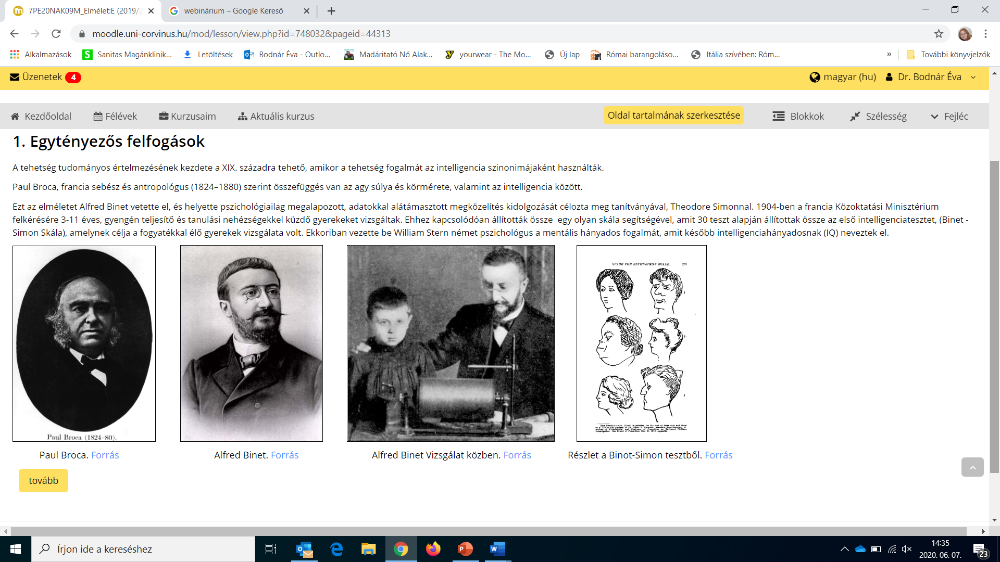 7PE20NAK09M_Elmélet:E (2019/2
webinárium – Google Kereső
moodle.uni-corvinus.hu/mod/lesson/view.php?id=748032&pageid=44313
Alkalmazások
Sanitas Magánklinik...
Letöltések
Bodnár Éva - Outlo...
Madáritató Nő Alak...
yourwear - The Mo...
Új lap
Római barangoláso...
Itália szívében: Róm...
»
További könyvjelzők
Üzenetek 4
magyar (hu)
Dr. Bodnár Éva
Kezdőoldal
Félévek
Kurzusaim
Aktuális kurzus
Oldal tartalmának szerkesztése
Blokkok
Szélesség
Fejléc
1. Egytényezős felfogások
A tehetség tudományos értelmezésének kezdete a XIX. századra tehető, amikor a tehetség fogalmát az intelligencia szinonimájaként használták.
Paul Broca, francia sebész és antropológus (1824–1880) szerint összefüggés van az agy súlya és körmérete, valamint az intelligencia között.
Ezt az elméletet Alfred Binet vetette el, és helyette pszichológiailag megalapozott, adatokkal alátámasztott megközelítés kidolgozását célozta meg tanítványával, Theodore Simonnal. 1904-ben a francia Közoktatási Minisztérium
felkérésére 3-11 éves, gyengén teljesítő és tanulási nehézségekkel küzdő gyerekeket vizsgáltak. Ehhez kapcsolódóan állították össze  egy olyan skála segítségével, amit 30 teszt alapján állítottak össze az első intelligenciatesztet, (Binet -
Simon Skála), amelynek célja a fogyatékkal élő gyerekek vizsgálata volt. Ekkoriban vezette be William Stern német pszichológus a mentális hányados fogalmát, amit később intelligenciahányadosnak (IQ) neveztek el.
Paul Broca (1824–80).
GUIDE FOR BINET-SIMON SCALE. 223
1
2.
3
Paul Broca. Forrás
Alfred Binet. Forrás
Alfred Binet Vizsgálat közben. Forrás
Részlet a Binot-Simon tesztből. Forrás
tovább
Írjon ide a kereséshez
14:35
2020. 06. 07.
23